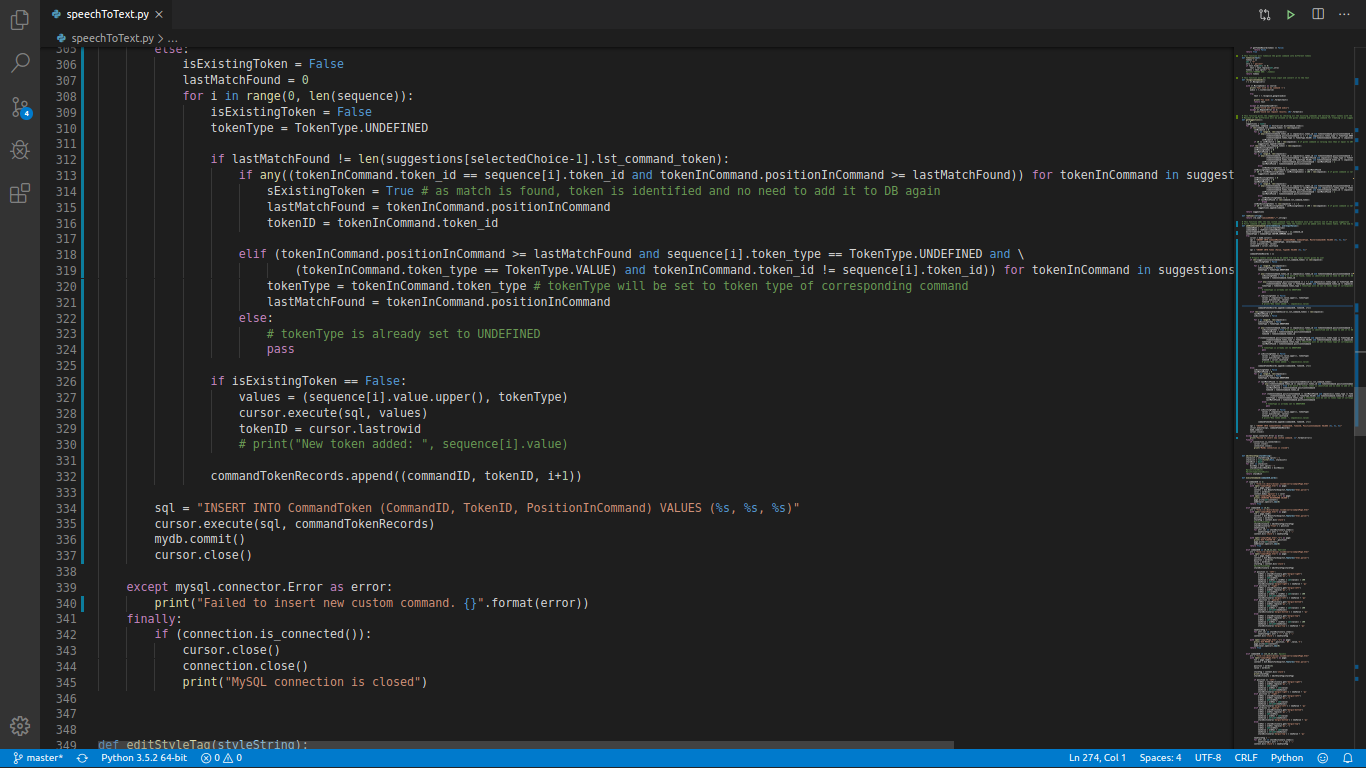 speechToText.py
speechToText.py > ...
305 else:
306 isExistingToken = False
307 lastMatchFound = 0
308 for i in range(0, len(sequence)):
309 isExistingToken = False
310 tokenType = TokenType.UNDEFINED
311
312 if lastMatchFound != len(suggestions[selectedChoice-1].lst_command_token):
313 if any((tokenInCommand.token_id == sequence[i].token_id and tokenInCommand.positionInCommand >= lastMatchFound)) for tokenInCommand in suggest
314 sExistingToken = True # as match is found, token is identified and no need to add it to DB again
315 lastMatchFound = tokenInCommand.positionInCommand
316 tokenID = tokenInCommand.token_id
317
318 elif (tokenInCommand.positionInCommand >= lastMatchFound and sequence[i].token_type == TokenType.UNDEFINED and \
319 (tokenInCommand.token_type == TokenType.VALUE) and tokenInCommand.token_id != sequence[i].token_id)) for tokenInCommand in suggestions
320 tokenType = tokenInCommand.token_type # tokenType will be set to token type of corresponding command
321 lastMatchFound = tokenInCommand.positionInCommand
322 else:
323 # tokenType is already set to UNDEFINED
324 pass
325
326 if isExistingToken == False:
327 values = (sequence[i].value.upper(), tokenType)
328 cursor.execute(sql, values)
329 tokenID = cursor.lastrowid
330 # print("New token added: ", sequence[i].value)
331
332 commandTokenRecords.append((commandID, tokenID, i+1))
333
334 sql = "INSERT INTO CommandToken (CommandID, TokenID, PositionInCommand) VALUES (%s, %s, %s)"
335 cursor.execute(sql, commandTokenRecords)
336 mydb.commit()
337 cursor.close()
338
339 except mysql.connector.Error as error:
340 print("Failed to insert new custom command. {}".format(error))
341 finally:
342 if (connection.is_connected()):
343 cursor.close()
344 connection.close()
345 print("MySQL connection is closed")
346
347
348
349 def editStyleTag(styleString):
4
master* Python 3.5.2 64-bit 0 0 Ln 274, Col 1 Spaces: 4 UTF-8 CRLF Python